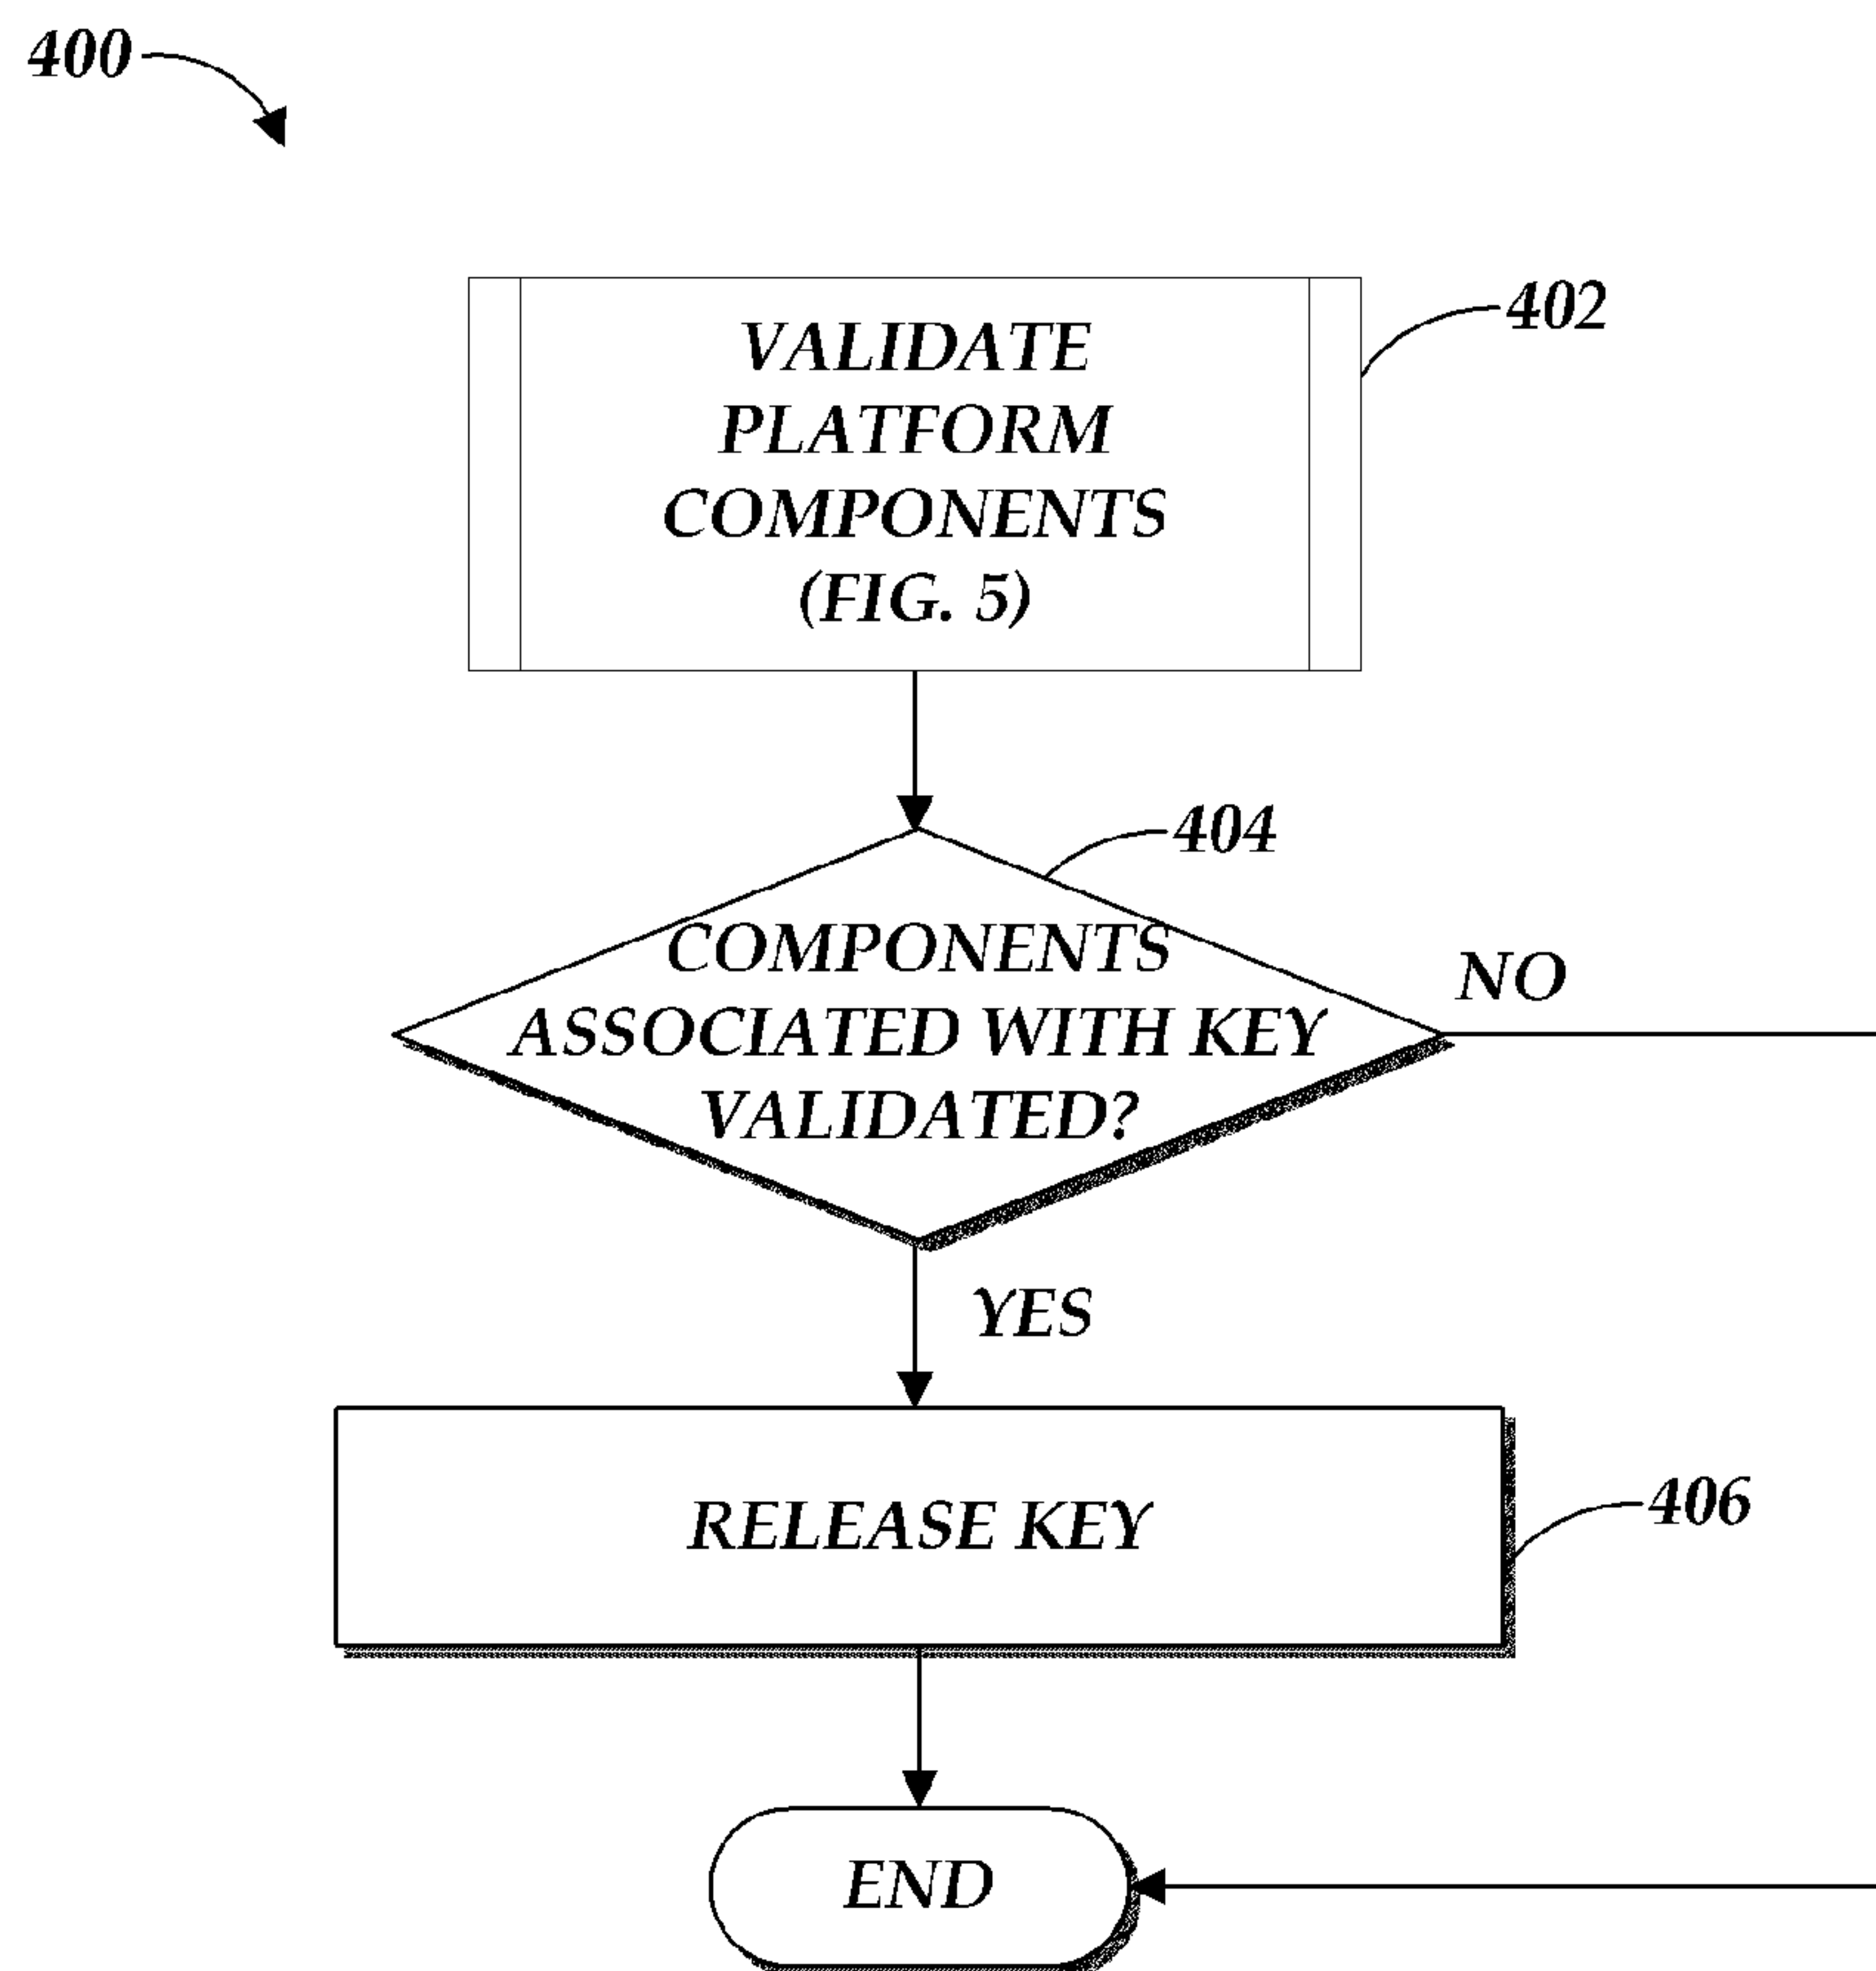 400
VALIDATE
PLATFORM
COMPONENTS
(FIG. 5)
402
404
COMPONENTS
ASSOCIATED WITH KEY
VALIDATED?
NO
YES
RELEASE KEY
406
END